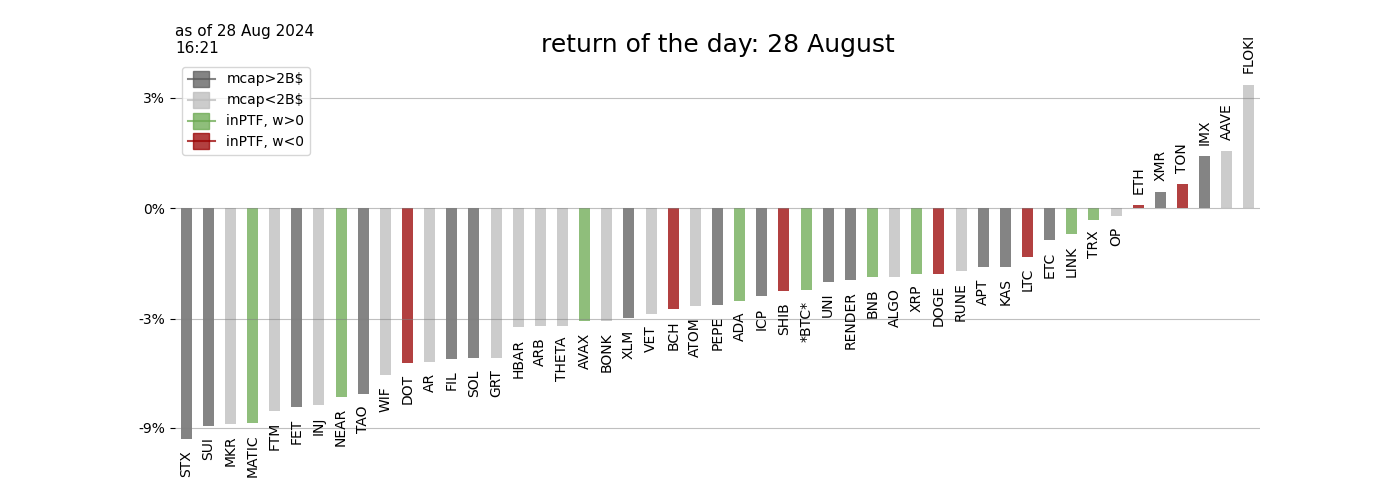 as of 28 Aug 2024
16:21
return of the day: 28 August
mcap>2B$
mcap<2B$
inPTF, w>0
inPTF, w<0
3%
0%
-3%
-9%
STX
SUI
MKR
MATIC
FTM
FET
INJ
NEAR
TAO
WIF
DOT
AR
FIL
SOL
GRT
HBAR
ARB
THETA
AVAX
BONK
XLM
VET
BCH
ATOM
PEPE
ADA
ICP
SHIB
*BTC*
UNI
RENDER
BNB
ALGO
XRP
DOGE
RUNE
APT
KAS
LTC
ETC
LINK
TRX
OP
ETH
XMR
TON
IMX
AAVE
FLOKI